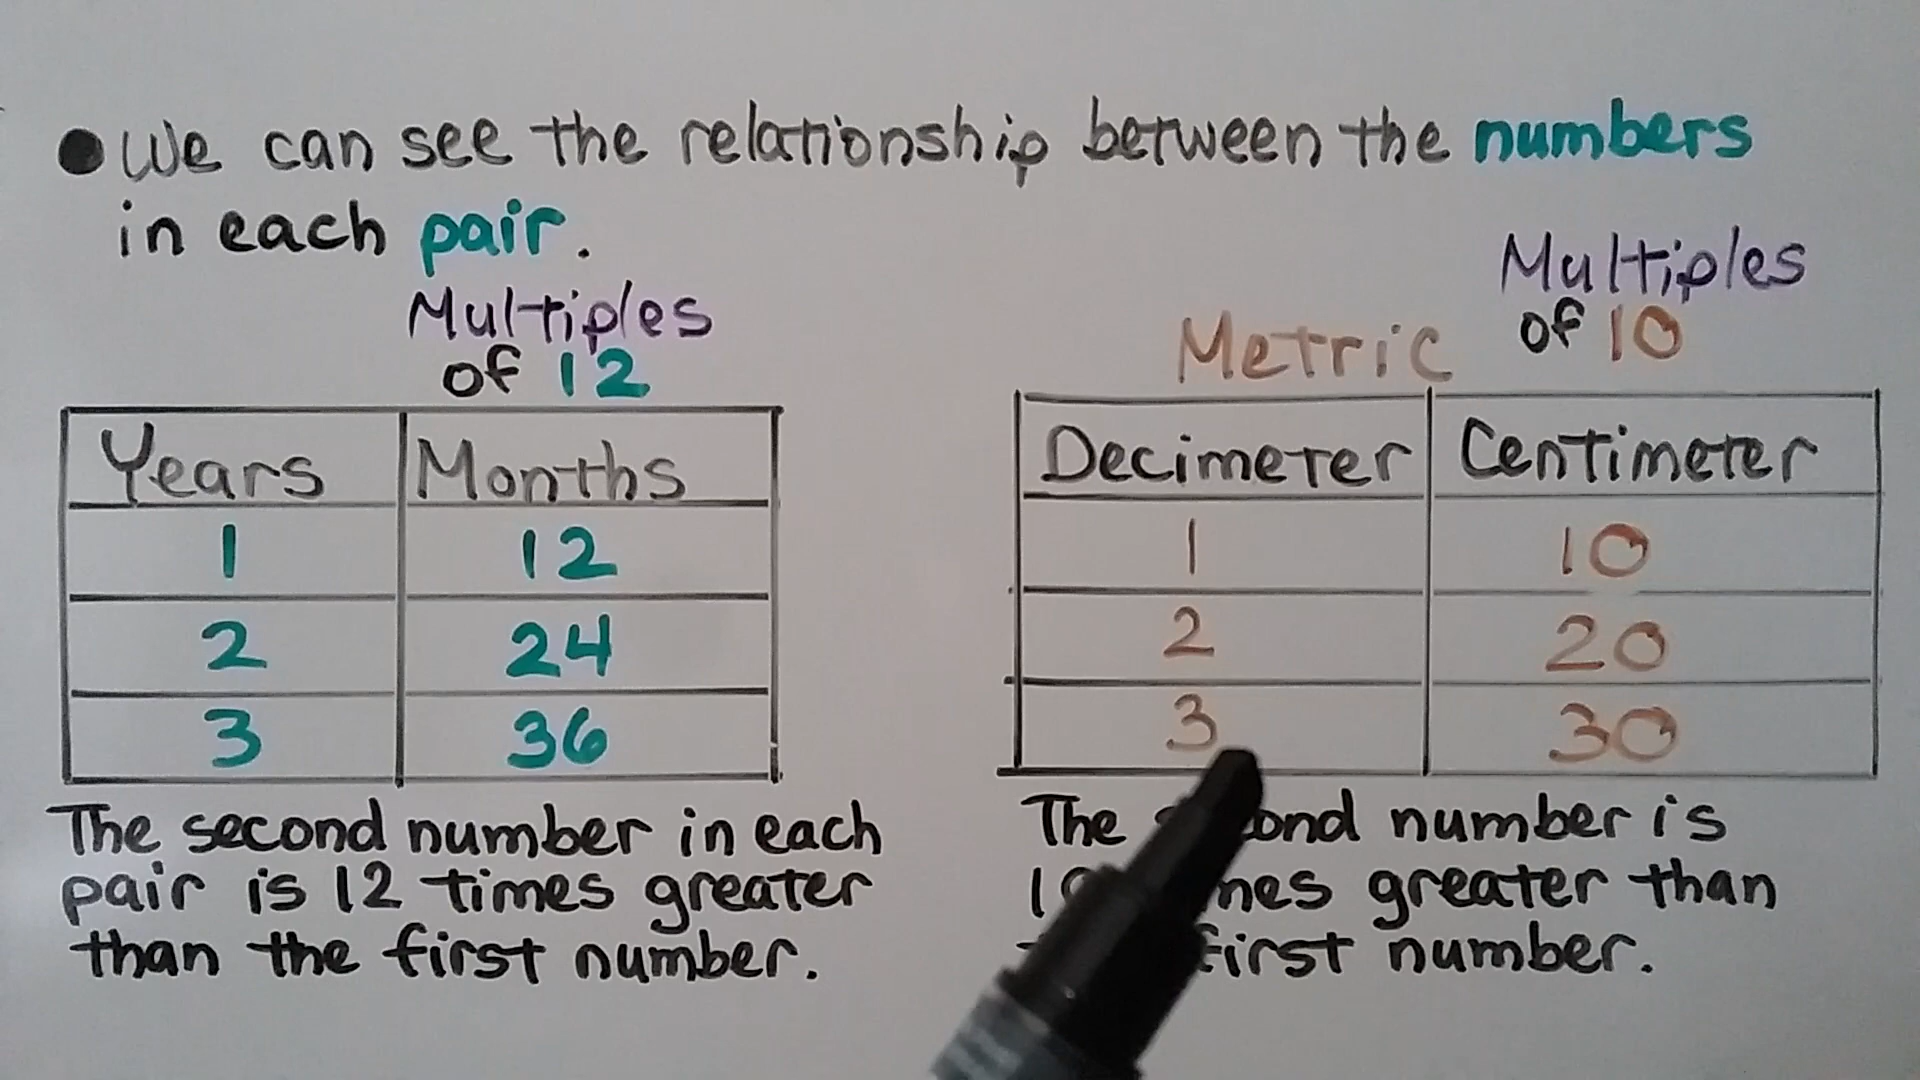 We can see the relationship between the numbers
in each pair.
Multiples
of 12
Years Months
1 12
2 24
3 36
The second number in each
pair is 12 times greater
than the first number.
Metric
Multiples
of 10
Decimeter Centimeter
1 10
2 20
3 30
The number is
greater than
first number.